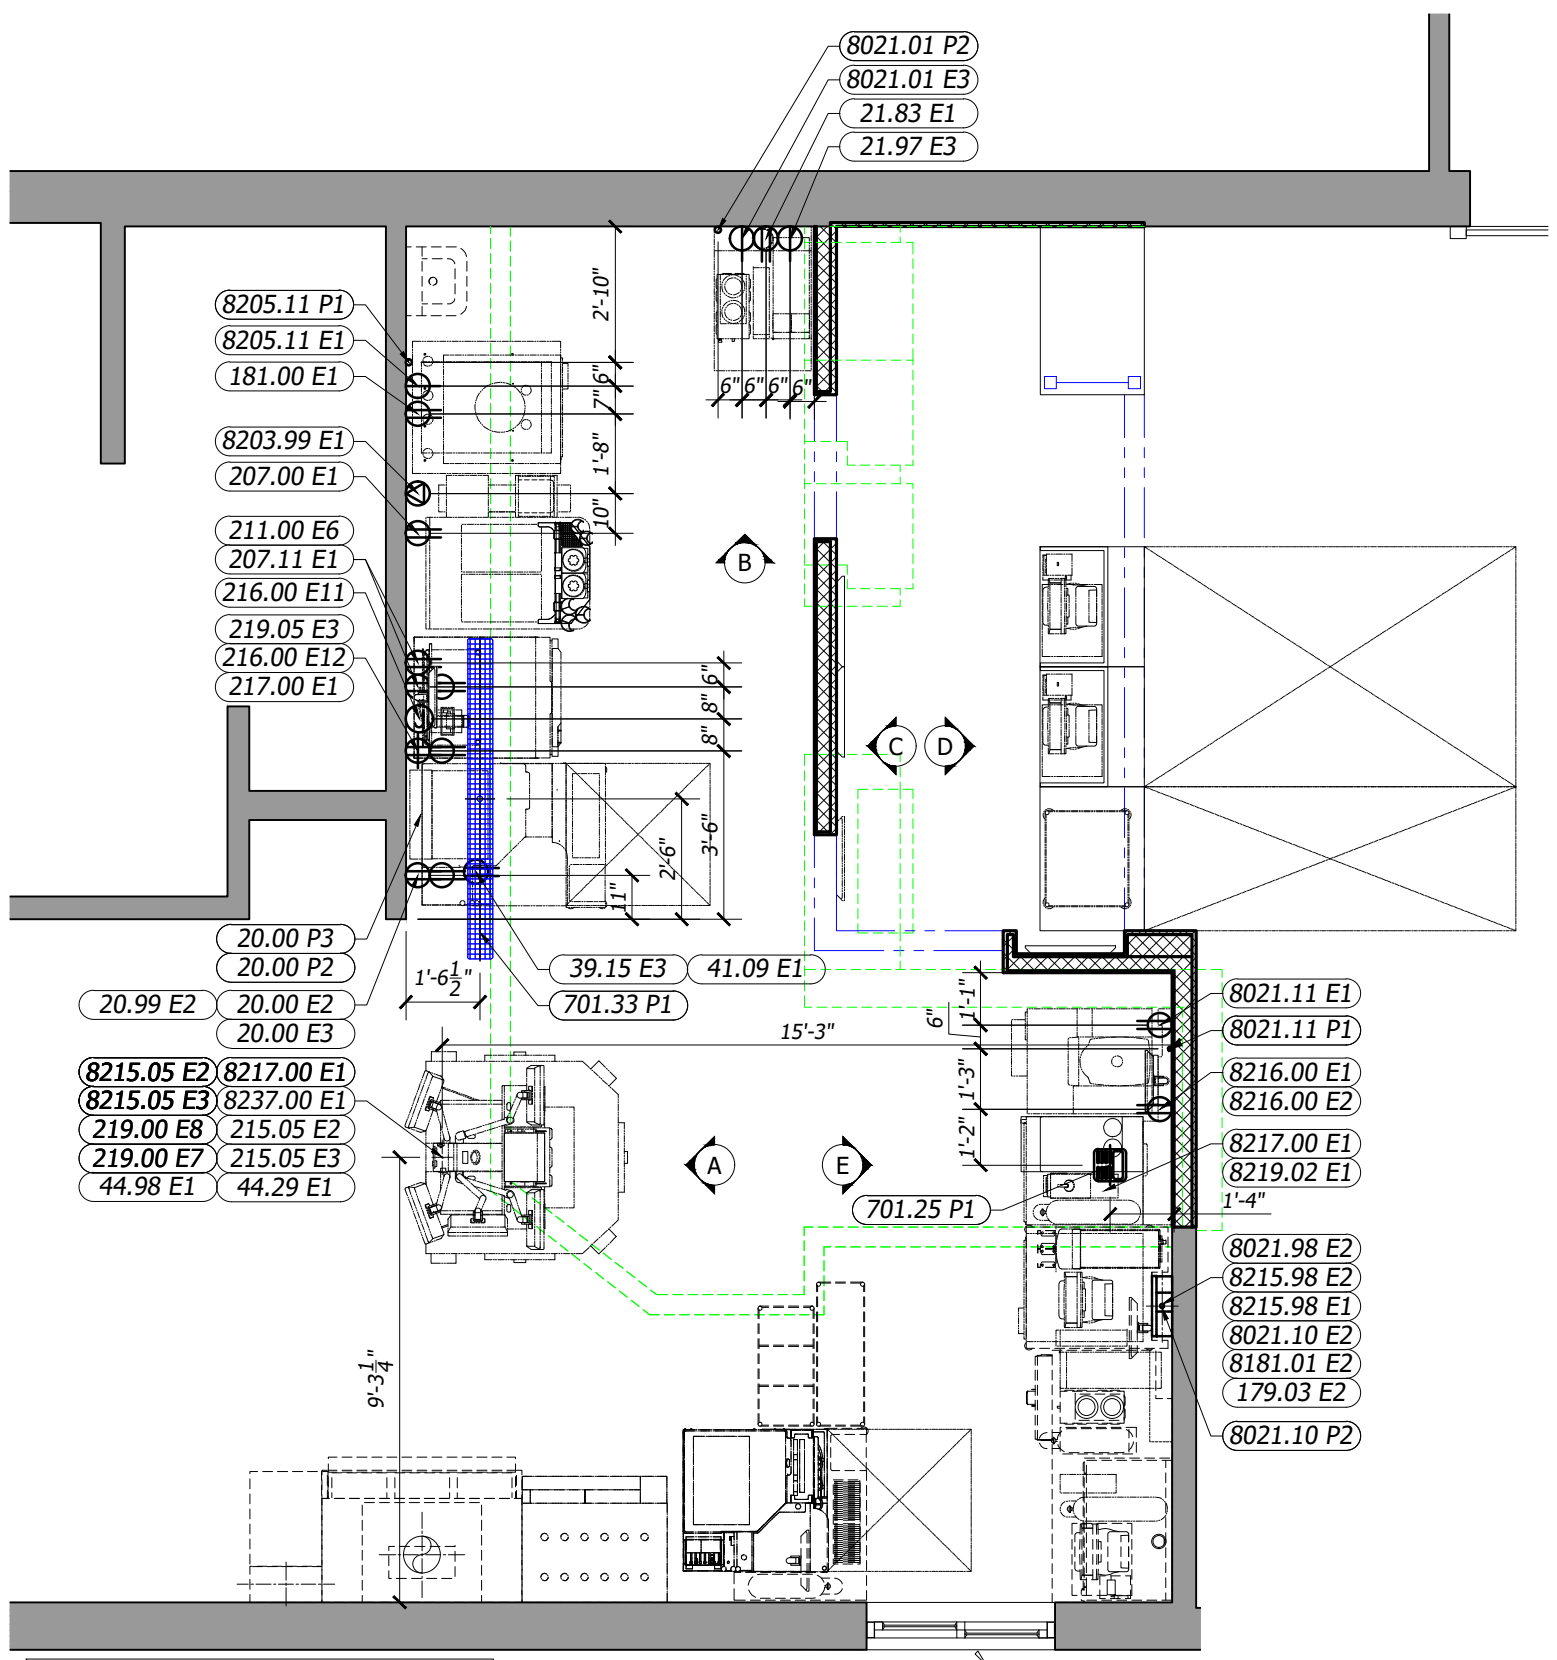 8021.01 P2
8021.01 E3
21.83 E1
21.97 E3
2'-10"
8205.11 P1
8205.11 E1
181.00 E1
6"
7"
6" 6" 6" 6"
8203.99 E1
207.00 E1
1'-8"
10"
211.00 E6
207.11 E1
216.00 E11
219.05 E3
216.00 E12
217.00 E1
B
6"
8"
8"
C D
3'-6"
2'-6"
11"
20.00 P3
20.00 P2
20.99 E2 20.00 E2
20.00 E3
1'-6 1/2"
39.15 E3 41.09 E1
701.33 P1
15'-3"
6"
1'-1"
1'-3"
1'-2"
8021.11 E1
8021.11 P1
8216.00 E1
8216.00 E2
8217.00 E1
8219.02 E1
1'-4"
8215.05 E2 8217.00 E1
8215.05 E3 8237.00 E1
219.00 E8 215.05 E2
219.00 E7 215.05 E3
44.98 E1 44.29 E1
A E
701.25 P1
8021.98 E2
8215.98 E2
8215.98 E1
8021.10 E2
8181.01 E2
179.03 E2
8021.10 P2
9'-3 1/4"